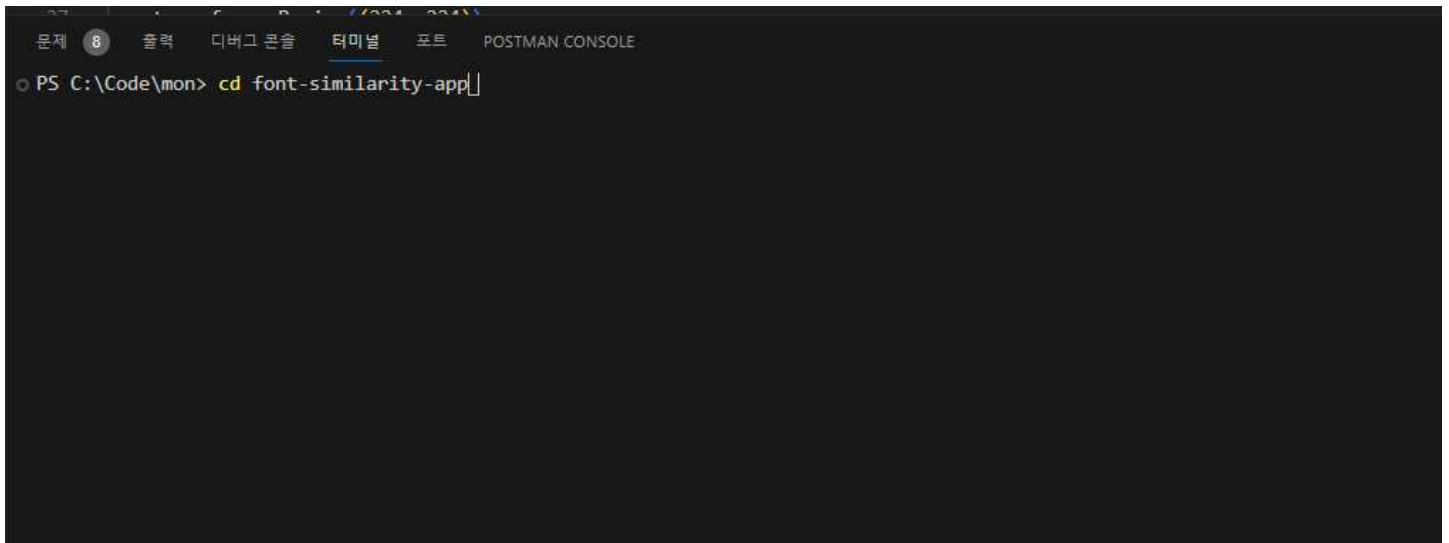 문제 8 출력 디버그 콘솔 터미널 포트 POSTMAN CONSOLE
PS C:\Code\mon> cd font-similarity-app